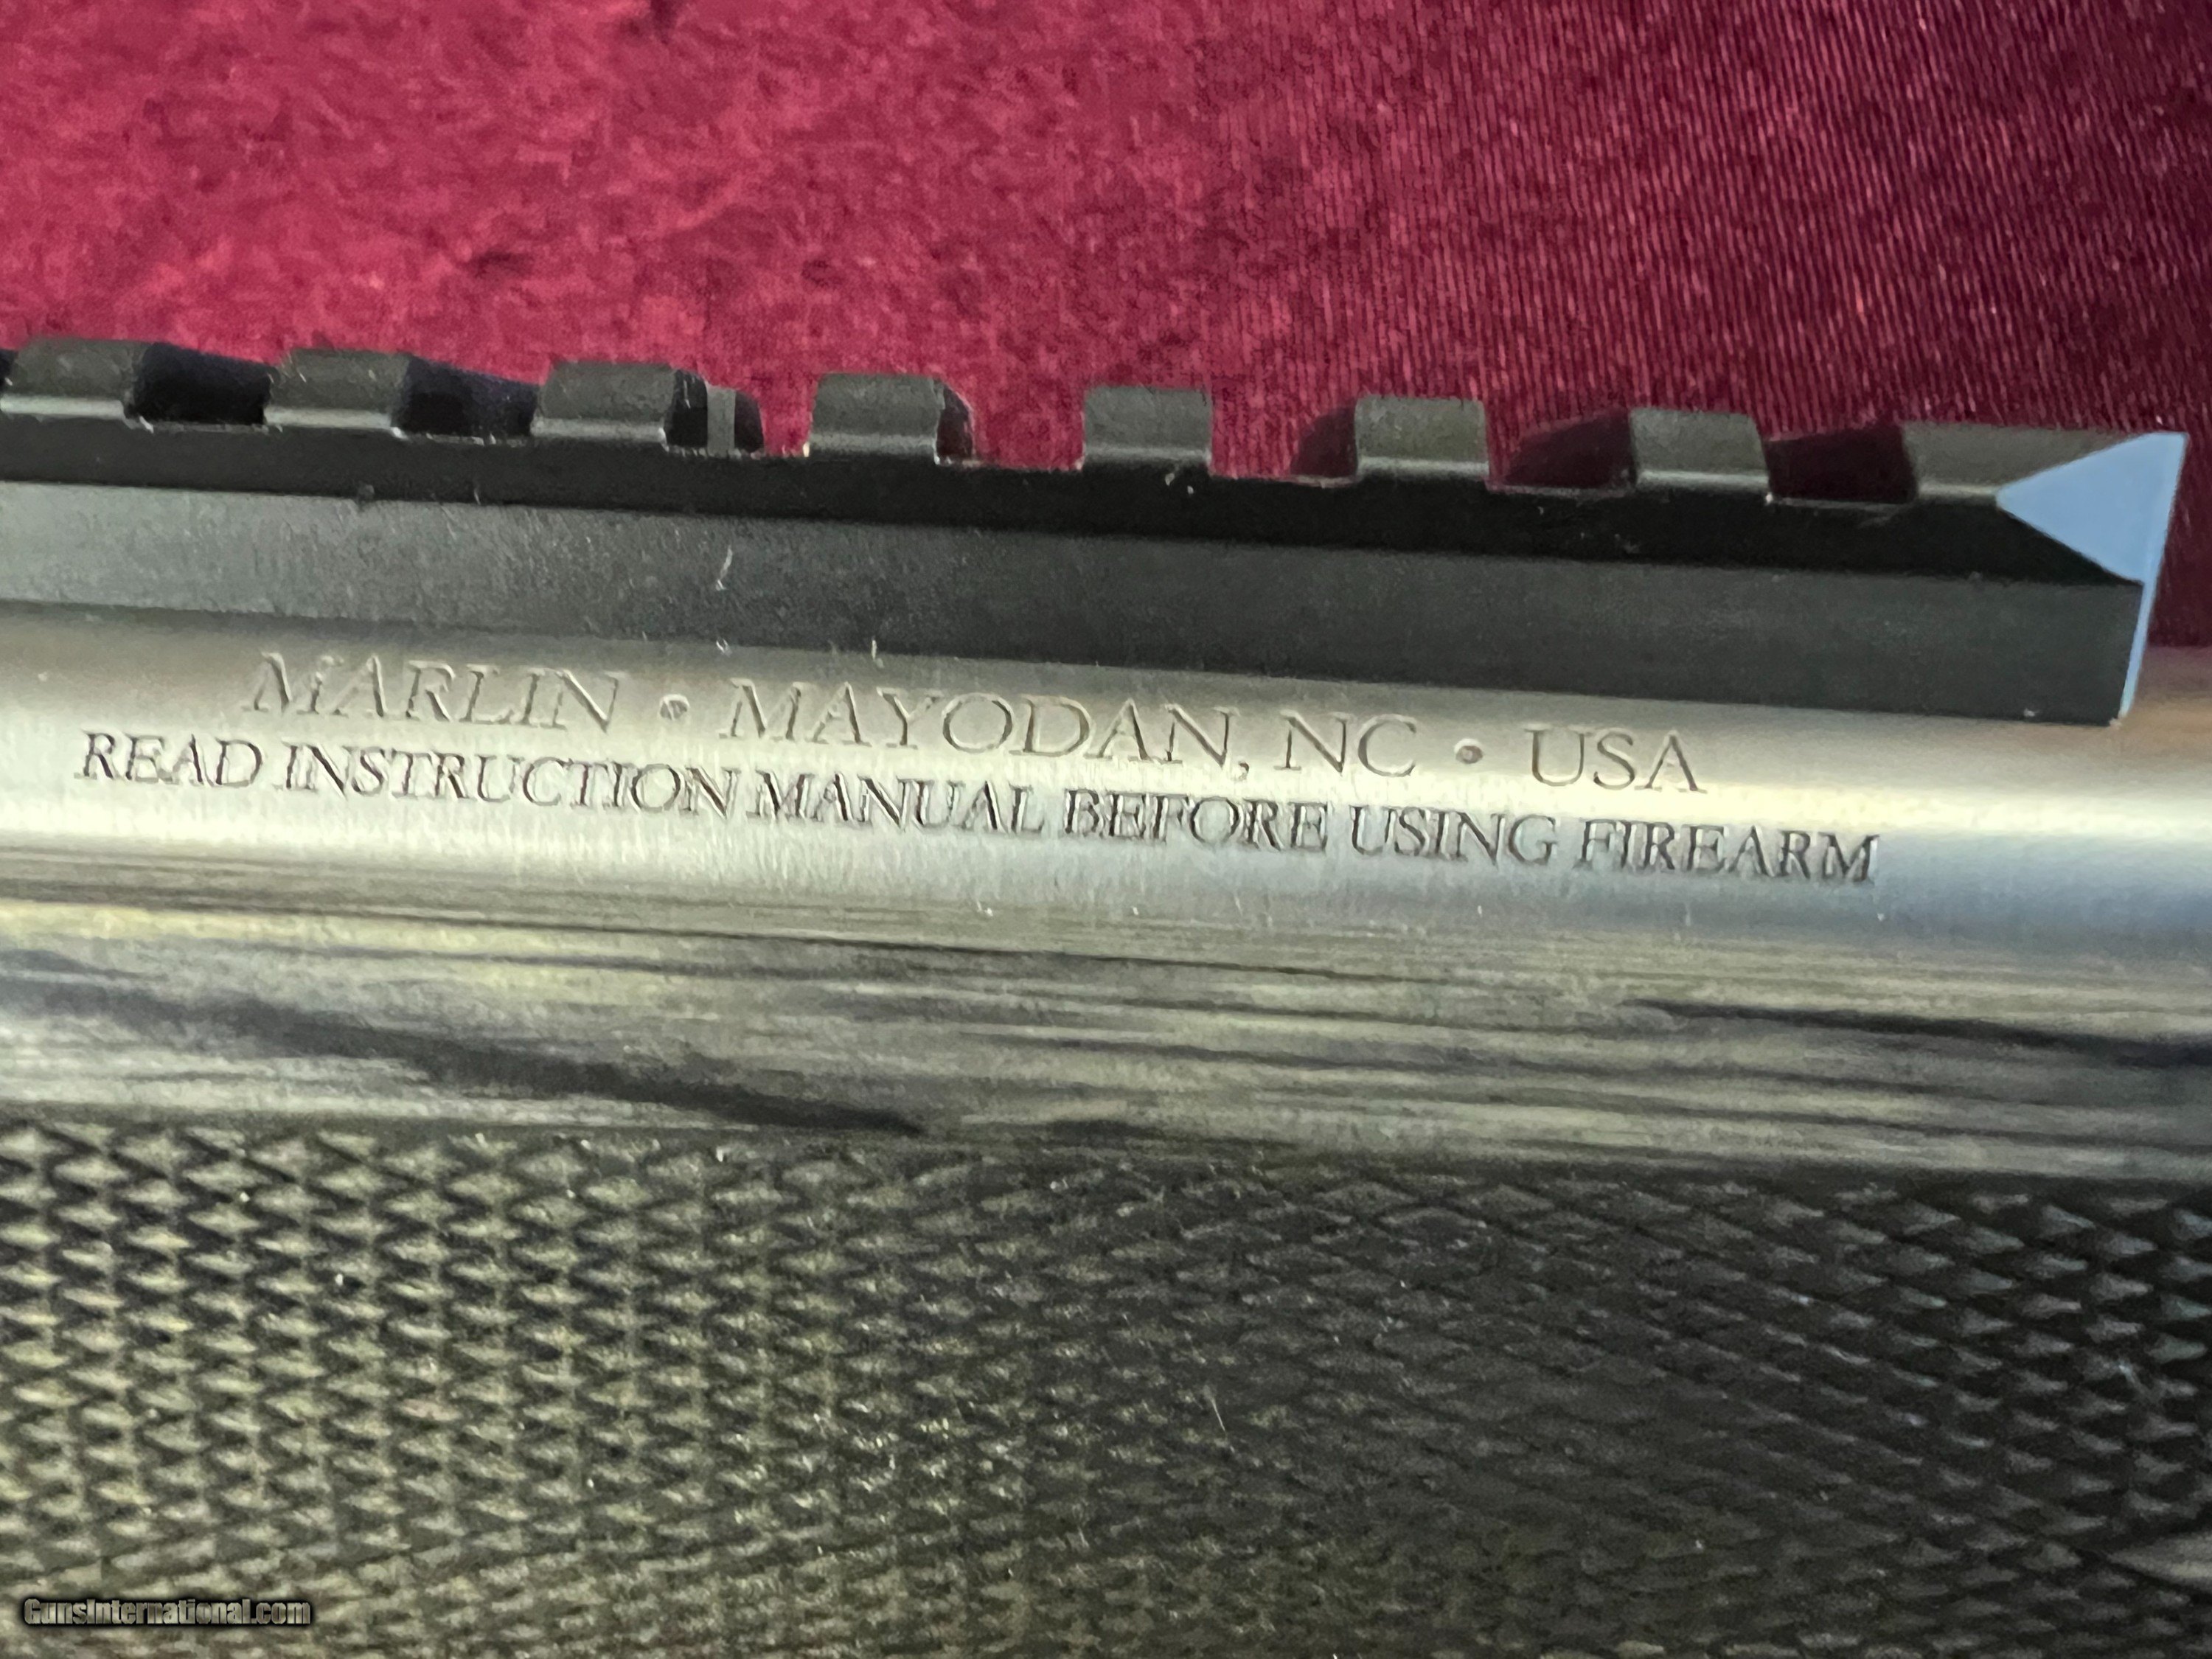 MARLIN • MAYODAN, NC • USA
READ INSTRUCTION MANUAL BEFORE USING FIREARM
GunsInternational.com